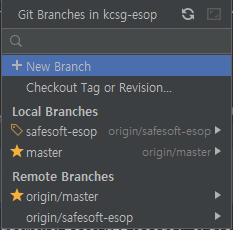 Git Branches in kcsg-esop
New Branch
Checkout Tag or Revision...
Local Branches
safesoft-esop origin/safesoft-esop
master origin/master
Remote Branches
origin/master
origin/safesoft-esop